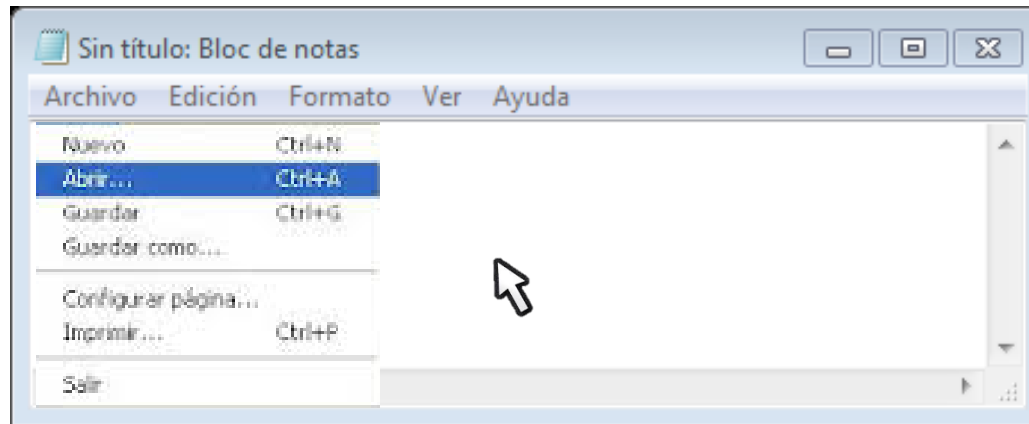 Sin título: Bloc de notas
Archivo Edición Formato Ver Ayuda
Nuevo Ctrl+N
Abrir... Ctrl+A
Guardar Ctrl+G
Guardar como...
Configurar página...
Imprimir... Ctrl+P
Salir